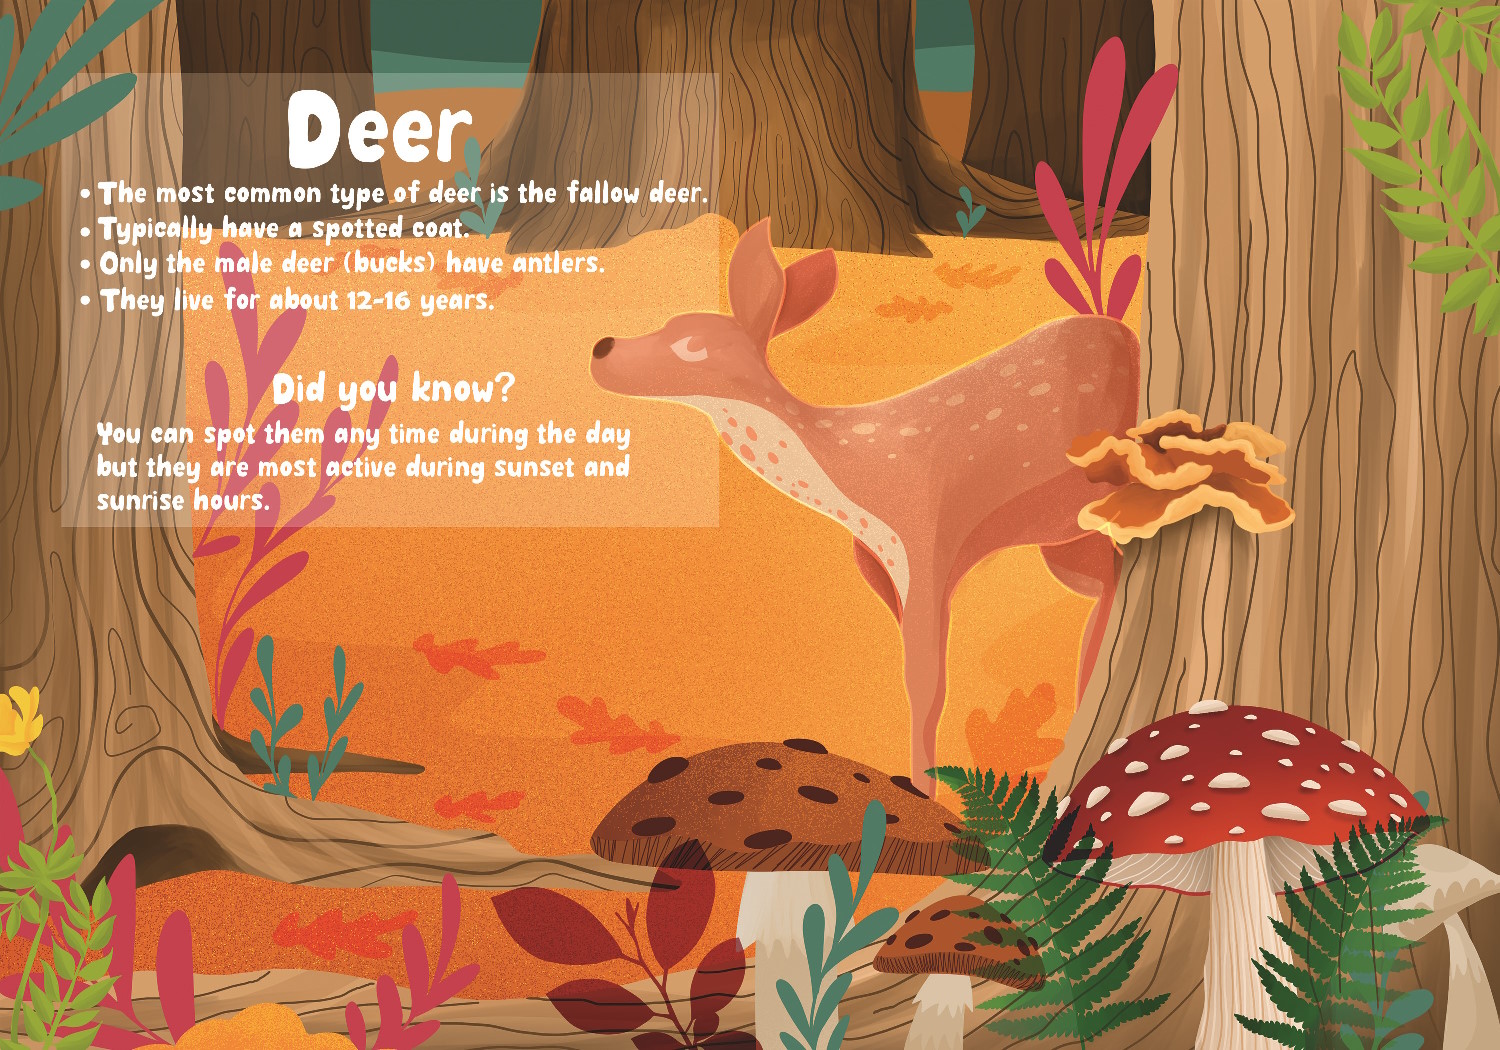 Deer
• The most common type of deer is the fallow deer.
• Typically have a spotted coat.
• Only the male deer (bucks) have antlers.
• They live for about 12-16 years.
Did you know?
You can spot them any time during the day
but they are most active during sunset and
sunrise hours.